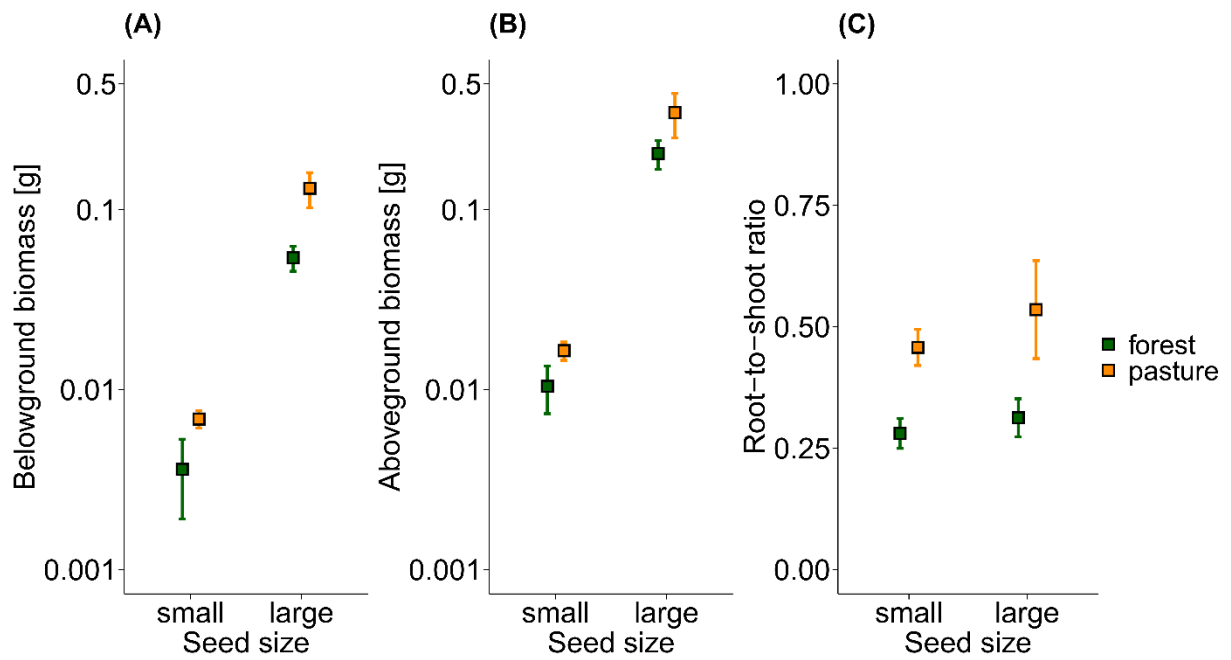 (A)
Belowground biomass [g]
0.5
0.1
0.01
0.001
small
large
Seed size
(B)
Aboveground biomass [g]
0.5
0.1
0.01
0.001
small
large
Seed size
(C)
Root−to−shoot ratio
1.00
0.75
0.50
0.25
0.00
small
large
Seed size
forest
pasture